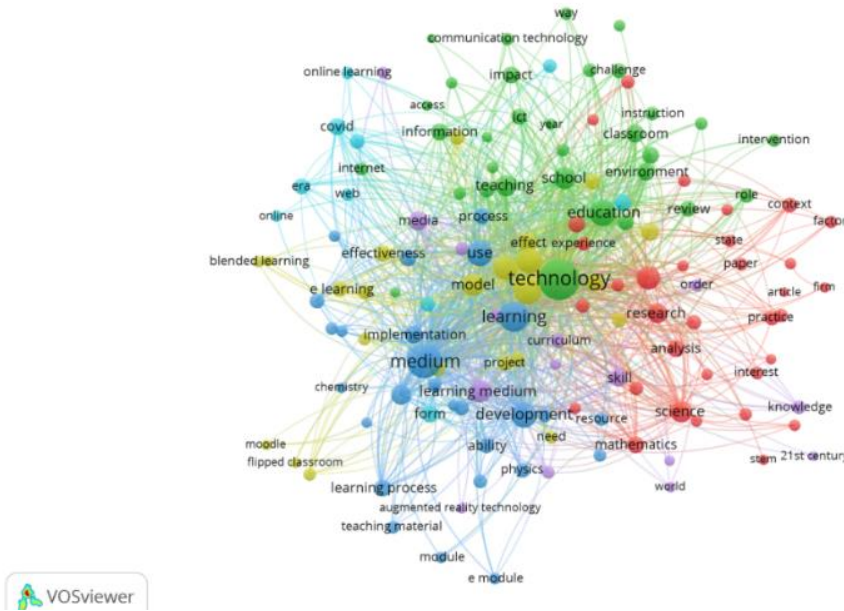 way
communication technology
online learning
impact
challenge
access
ict
instruction
covid
information
year
classroom
intervention
internet
school
environment
era
web
teaching
role
context
online
media
process
education
review
factor
state
effectiveness
use
effect
experience
blended learning
paper
technology
order
e learning
model
article
firm
learning
research
practice
implementation
curriculum
analysis
medium
project
interest
chemistry
learning medium
skill
form
development
resource
science
knowledge
moodle
ability
need
mathematics
flipped classroom
physics
stem
21st century
learning process
world
augmented reality technology
teaching material
module
e module
VOSviewer